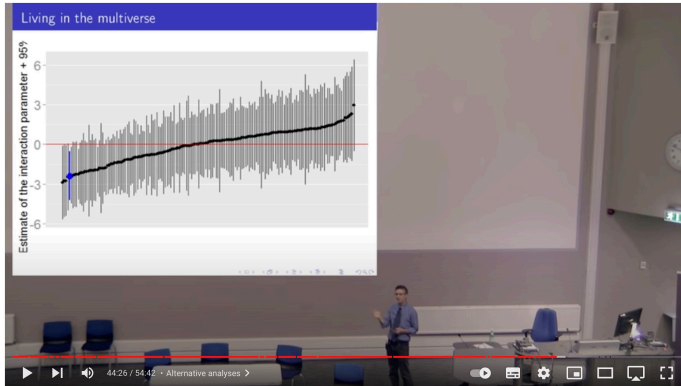 Living in the multiverse
Estimate of the interaction parameter + 95%
6
3
0
-3
-6
44:26 / 54:42 • Alternative analyses >